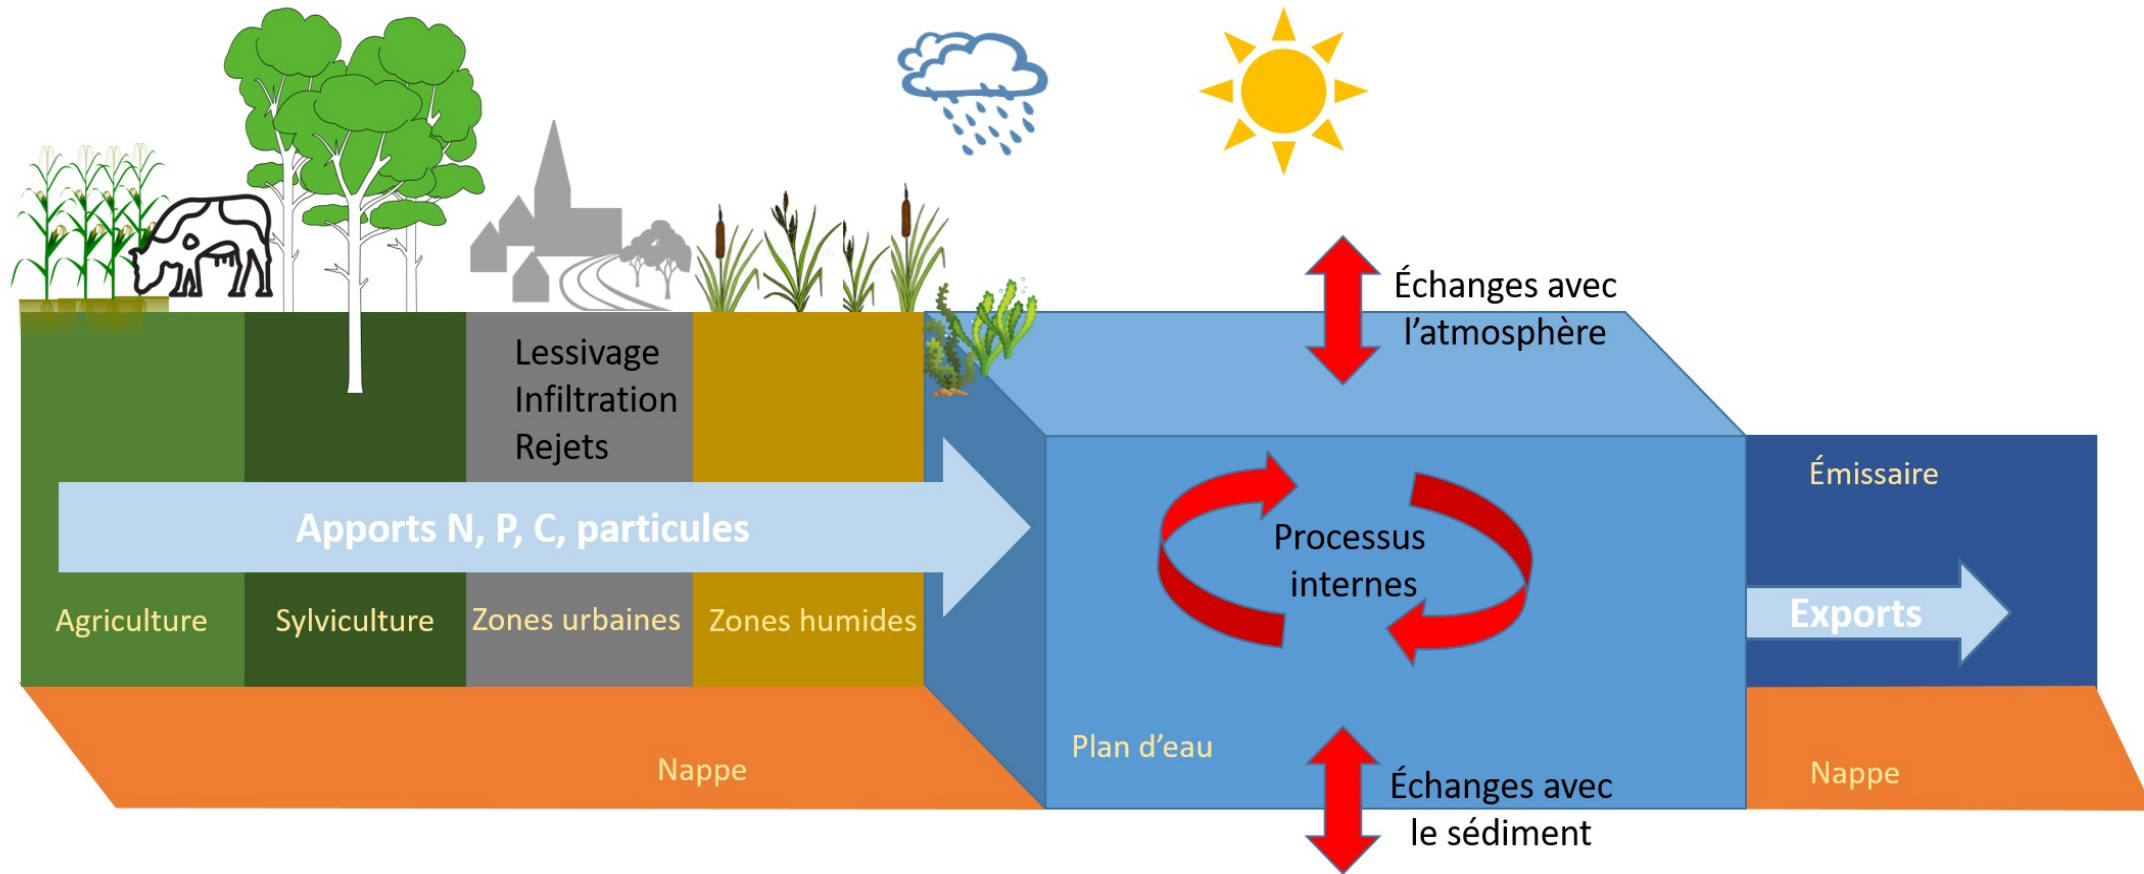 Échanges avec
l'atmosphère
Lessivage
Infiltration
Rejets
Émissaire
Apports N, P, C, particules
Processus
internes
Agriculture
Sylviculture
Zones urbaines
Zones humides
Exports
Plan d'eau
Nappe
Échanges avec
le sédiment
Nappe